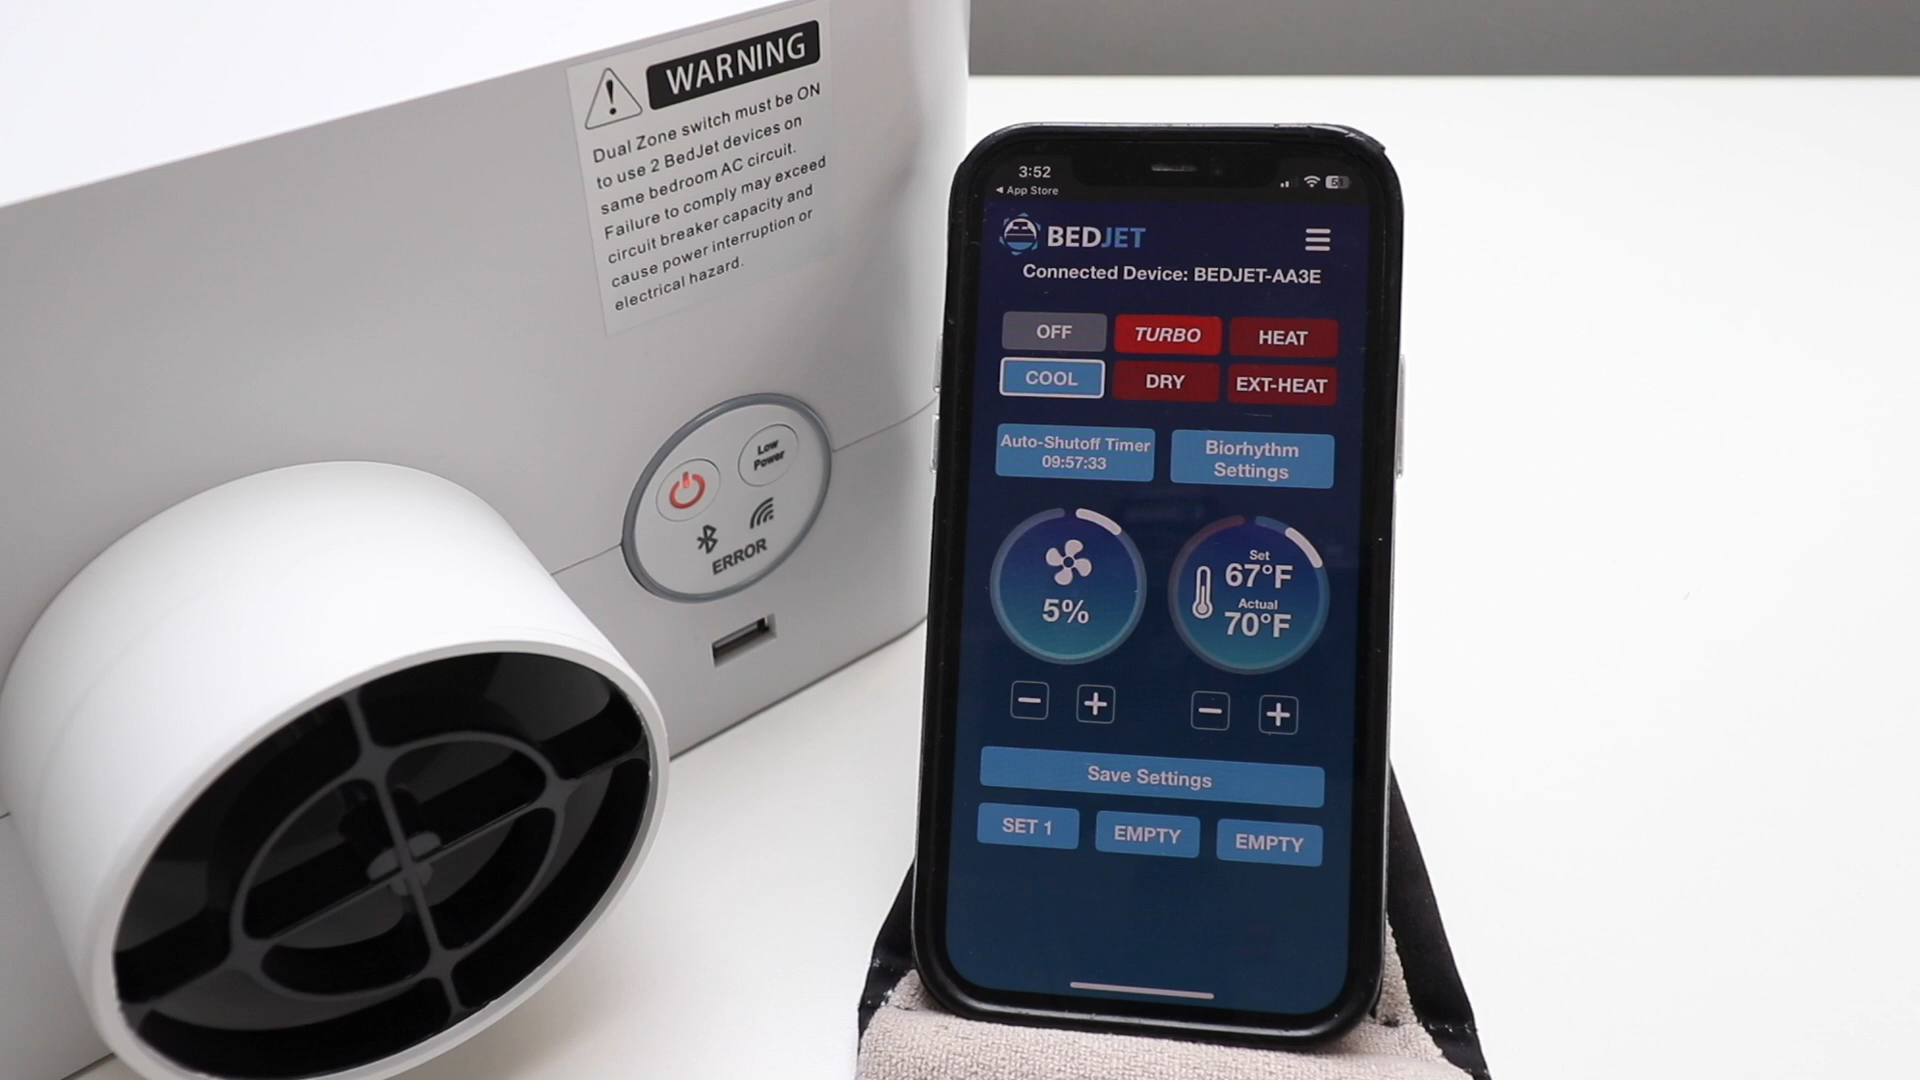 WARNING
Dual Zone switch must be ON
to use 2 BedJet devices on
same bedroom AC circuit.
Failure to comply may exceed
circuit breaker capacity and
cause power interruption or
electrical hazard.
Low
Power
ERROR
3:52
◀ App Store
BEDJET
Connected Device: BEDJET-AA3E
OFF
TURBO
HEAT
COOL
DRY
EXT-HEAT
Auto-Shutoff Timer
09:57:33
Biorhythm
Settings
5%
Set
67°F
Actual
70°F
Save Settings
SET 1
EMPTY
EMPTY